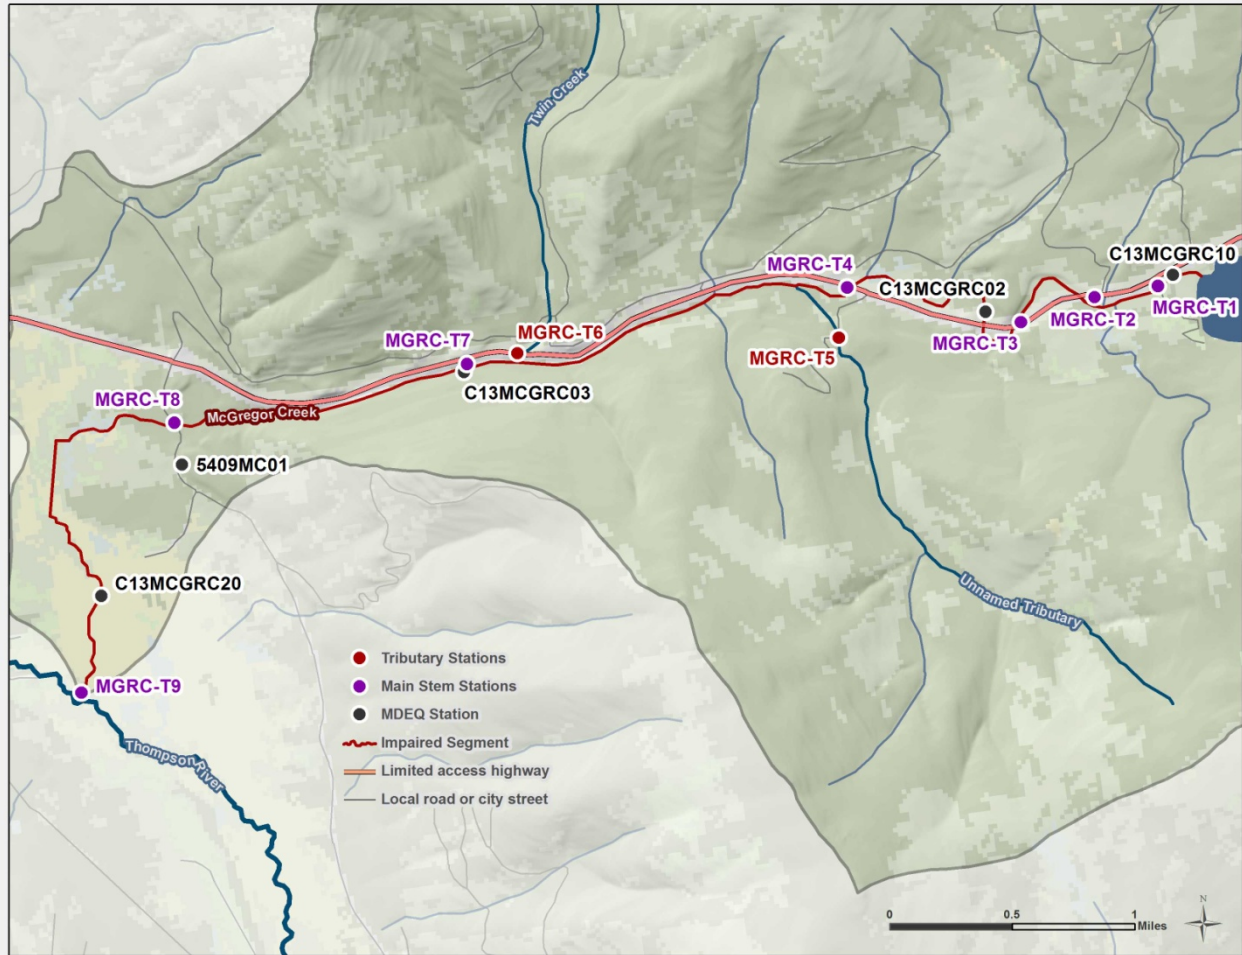 Twin Creek
C13MCGRC10
MGRC-T4
C13MCGRC02
MGRC-T1
MGRC-T2
MGRC-T3
MGRC-T6
MGRC-T7
MGRC-T5
C13MCGRC03
MGRC-T8
McGregor Creek
5409MC01
C13MCGRC20
Unnamed Tributary
MGRC-T9
Thompson River
Tributary Stations
Main Stem Stations
MDEQ Station
Impaired Segment
Limited access highway
Local road or city street
0 0.5 1
Miles
N